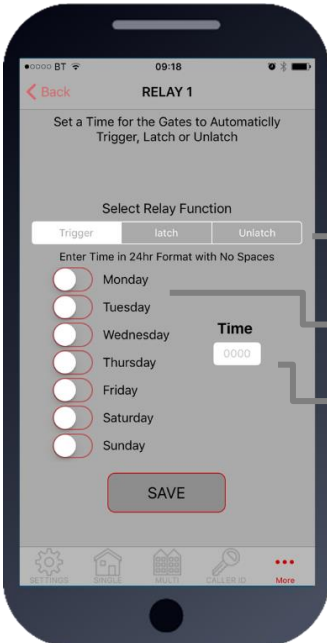 ●○○○○ BT 09:18
Back RELAY 1
Set a Time for the Gates to Automaticlly
Trigger, Latch or Unlatch
Select Relay Function
Trigger latch Unlatch
Enter Time in 24hr Format with No Spaces
Monday
Tuesday
Wednesday
Thursday
Friday
Saturday
Sunday
Time
0000
SAVE
SETTINGS SINGLE MULTI CALLER ID More